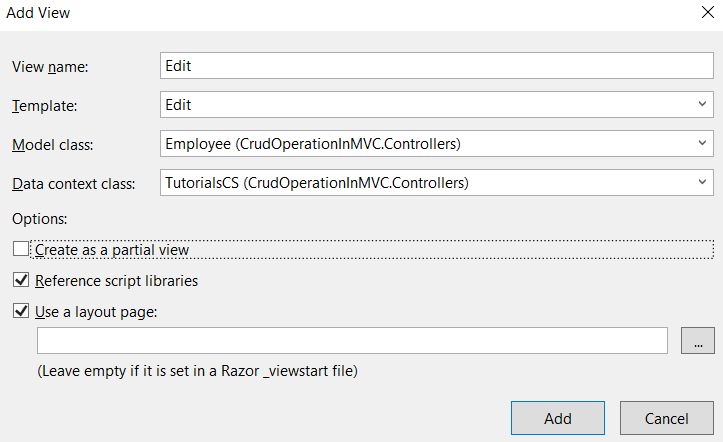 Add View
View name: Edit
Template: Edit
Model class: Employee (CrudOperationInMVC.Controllers)
Data context class: TutorialsCS (CrudOperationInMVC.Controllers)
Options:
Create as a partial view
Reference script libraries
Use a layout page:
...
(Leave empty if it is set in a Razor _viewstart file)
Add Cancel